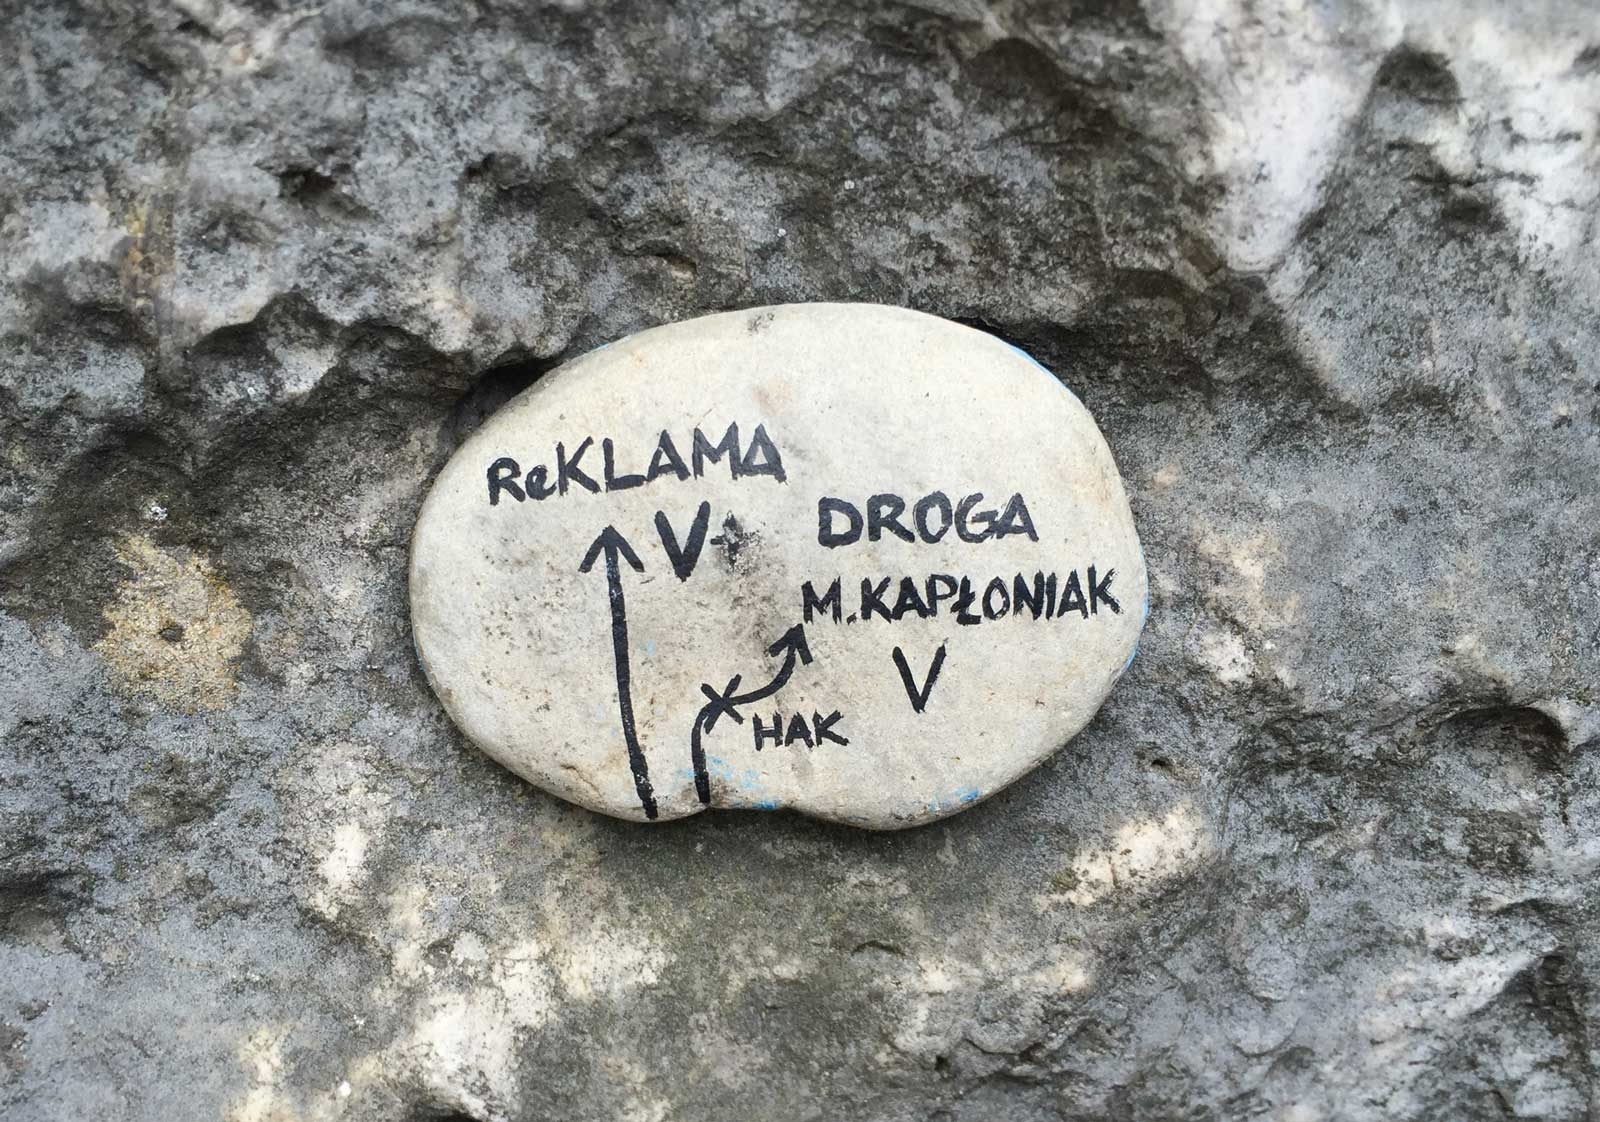 ReKLAMA
V+
DROGA
M.KAPŁONIAK
V
HAK